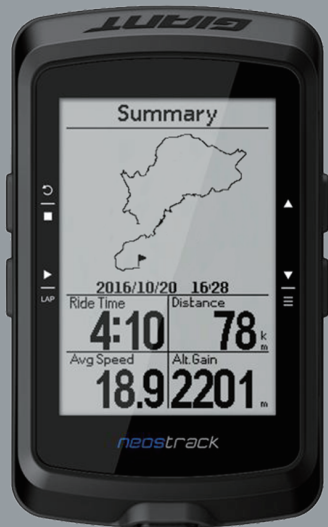 GIANT
Summary
2016/10/20 16:28
Ride Time Distance
4:10 78 km
LAP
Avg Speed Alt.Gain
18.9 2201 m
neostrack